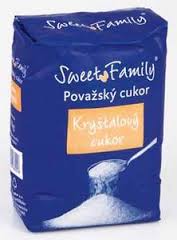 Sweet Family®
Považský cukor
Kryštálový
cukor